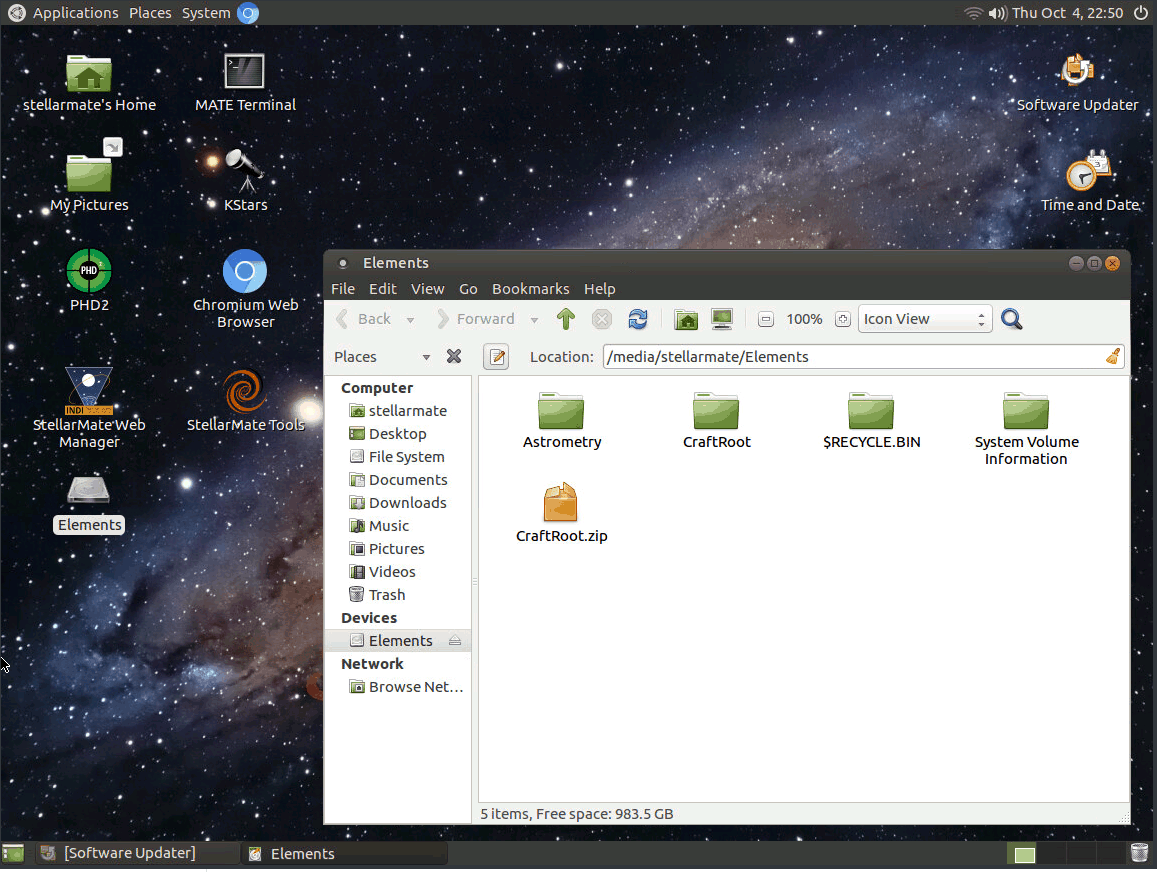 Applications Places System
Thu Oct 4, 22:50
stellarmate's Home
MATE Terminal
Software Updater
My Pictures
KStars
Time and Date
PHD
PHD2
Chromium Web
Browser
INDI
StellarMate Web
Manager
StellarMate Tools
Elements
Elements
File Edit View Go Bookmarks Help
Back Forward 100% Icon View
Places Location: /media/stellarmate/Elements
Computer
stellarmate
Desktop
File System
Documents
Downloads
Music
Pictures
Videos
Trash
Devices
Elements
Network
Browse Net...
Astrometry
CraftRoot
$RECYCLE.BIN
System Volume
Information
CraftRoot.zip
5 items, Free space: 983.5 GB
[Software Updater] Elements